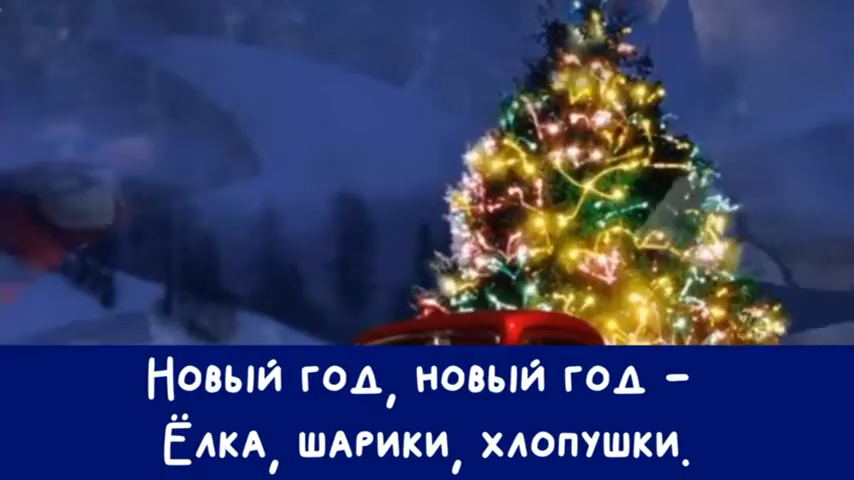 Новый год, новый год –
Ёлка, шарики, хлопушки.